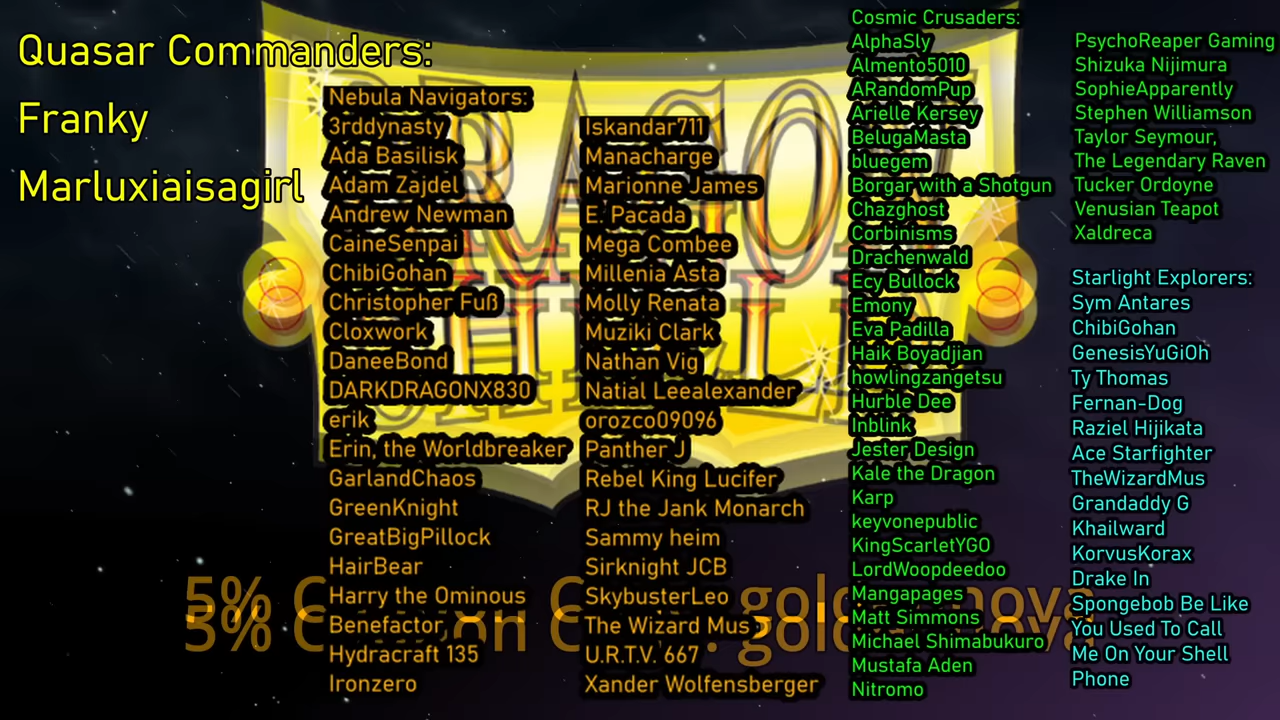 Quasar Commanders:
Franky
Marluxiaisagirl
Nebula Navigators:
3rddynasty
Ada Basilisk
Adam Zajdel
Andrew Newman
CaineSenpai
ChibiGohan
Christopher Fuß
Cloxwork
DaneeBond
DARKDRAGONX830
erik
Erin, the Worldbreaker
GarlandChaos
GreenKnight
GreatBigPillock
HairBear
Harry the Ominous
Benefactor
Hydracraft 135
Ironzero
Iskandar711
Manacharge
Marionne James
E. Pacada
Mega Combee
Millenia Asta
Molly Renata
Muziki Clark
Nathan Vig
Natial Leealexander
orozco09096
Panther J
Rebel King Lucifer
RJ the Jank Monarch
Sammy heim
Sirknight JCB
SkybusterLeo
The Wizard Mus
U.R.T.V. 667
Xander Wolfensberger
Cosmic Crusaders:
AlphaSly
Almento5010
ARandomPup
Arielle Kersey
BelugaMasta
bluegem
Borgar with a Shotgun
Chazghost
Corbinisms
Drachenwald
Ecy Bullock
Emony
Eva Padilla
Haik Boyadjian
howlingzangetsu
Hurble Dee
Inblink
Jester Design
Kale the Dragon
Karp
keyvonepublic
KingScarletYGO
LordWoopdeedoo
Mangapages
Matt Simmons
Michael Shimabukuro
Mustafa Aden
Nitromo
PsychoReaper Gaming
Shizuka Nijimura
SophieApparently
Stephen Williamson
Taylor Seymour,
The Legendary Raven
Tucker Ordoyne
Venusian Teapot
Xaldreca
Starlight Explorers:
Sym Antares
ChibiGohan
GenesisYuGiOh
Ty Thomas
Fernan-Dog
Raziel Hijikata
Ace Starfighter
TheWizardMus
Grandaddy G
Khailward
KorvusKorax
Drake In
Spongebob Be Like
You Used To Call
Me On Your Shell
Phone
DRAGON
SHIELD
5%